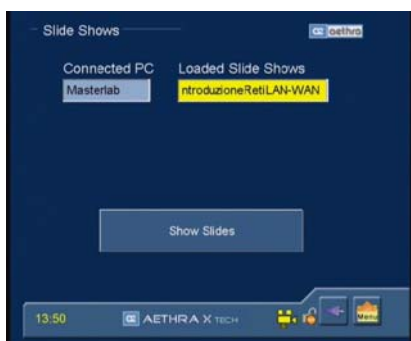 Slide Shows
aethra
Connected PC
Loaded Slide Shows
Masterlab
ntroduzioneRetiLAN-WAN
Show Slides
13:50
AETHRA X TECH
Menu